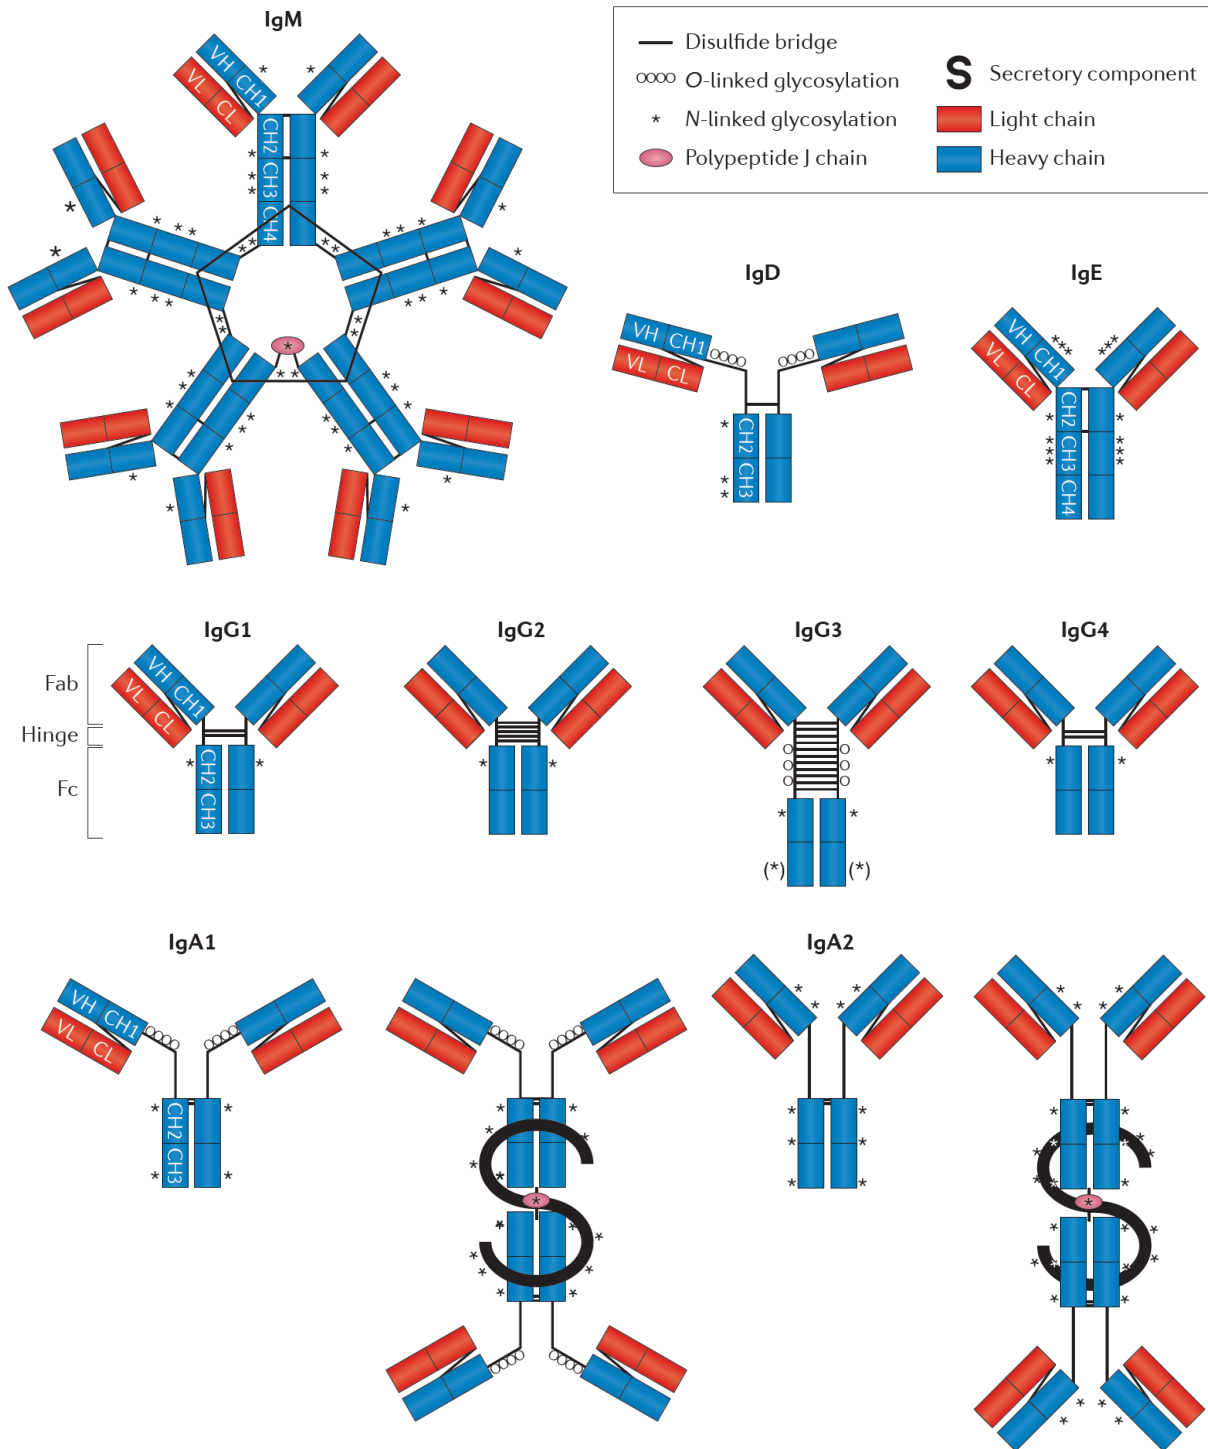 IgM
Disulfide bridge
O-linked glycosylation
N-linked glycosylation
Polypeptide J chain
S Secretory component
Light chain
Heavy chain
VH CH1
VL CL
CH2 CH3 CH4
IgD
VH CH1
VL CL
CH2 CH3
IgE
VH CH1
VL CL
CH2 CH3 CH4
IgG1
IgG2
IgG3
IgG4
Fab
Hinge
Fc
VH CH1
VL CL
CH2 CH3
(*) (*)
IgA1
IgA2
VH CH1
VL CL
CH2 CH3